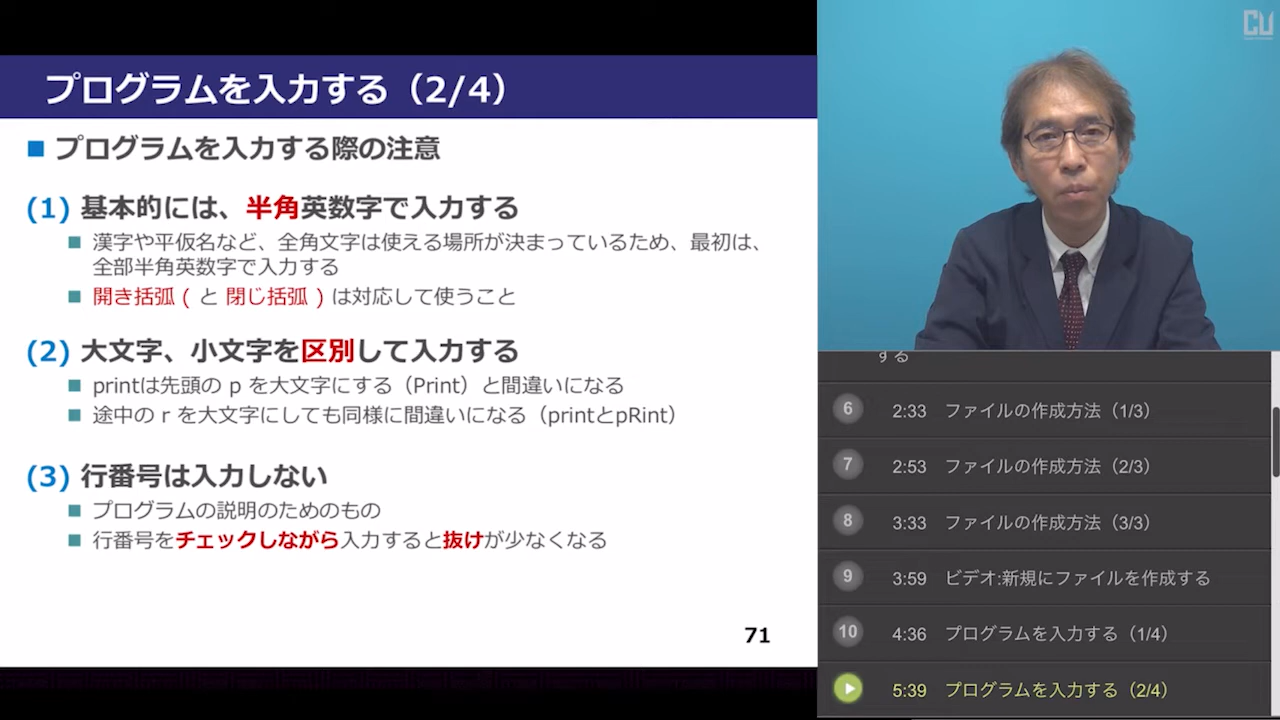 プログラムを入力する（2/4）
■ プログラムを入力する際の注意
(1) 基本的には、半角英数字で入力する
■ 漢字や平仮名など、全角文字は使える場所が決まっているため、最初は、
全部半角英数字で入力する
■ 開き括弧 ( と 閉じ括弧 ) は対応して使うこと
(2) 大文字、小文字を区別して入力する
■ printは先頭の p を大文字にする（Print）と間違いになる
■ 途中の r を大文字にしても同様に間違いになる（printとpRint）
(3) 行番号は入力しない
■ プログラムの説明のためのもの
■ 行番号をチェックしながら入力すると抜けが少なくなる
71
CU
する
6 2:33 ファイルの作成方法（1/3）
7 2:53 ファイルの作成方法（2/3）
8 3:33 ファイルの作成方法（3/3）
9 3:59 ビデオ:新規にファイルを作成する
10 4:36 プログラムを入力する（1/4）
5:39 プログラムを入力する（2/4）